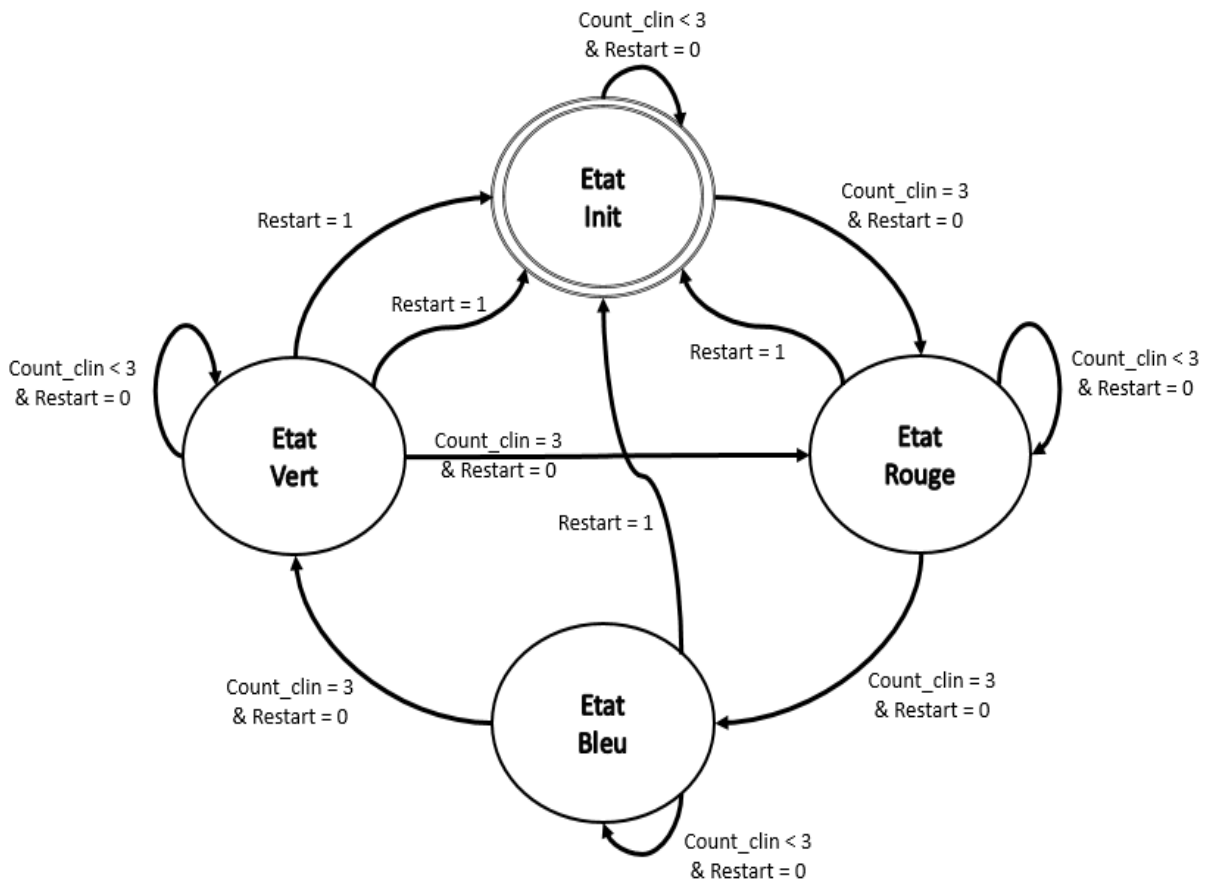 Count_clin < 3
& Restart = 0
Etat
Init
Count_clin = 3
& Restart = 0
Restart = 1
Restart = 1
Restart = 1
Count_clin < 3
& Restart = 0
Count_clin < 3
& Restart = 0
Etat
Vert
Count_clin = 3
& Restart = 0
Etat
Rouge
Restart = 1
Count_clin = 3
& Restart = 0
Count_clin = 3
& Restart = 0
Etat
Bleu
Count_clin < 3
& Restart = 0